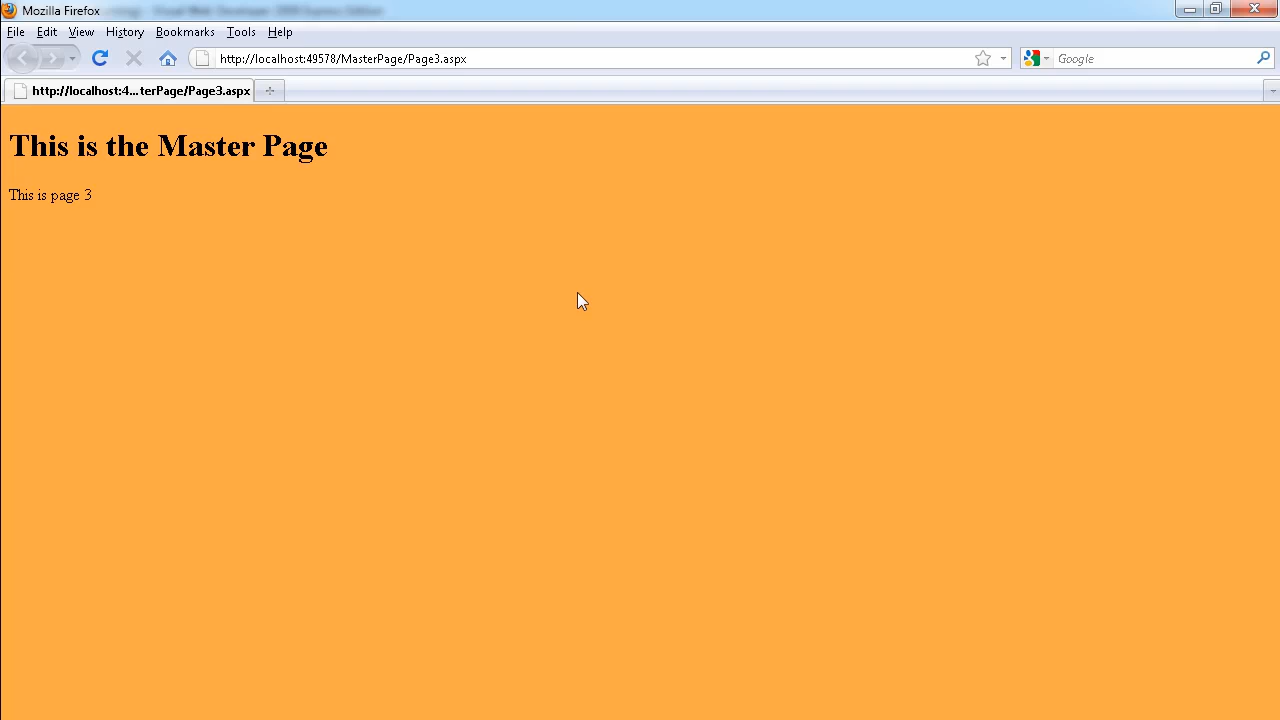 Mozilla Firefox
File Edit View History Bookmarks Tools Help
http://localhost:49578/MasterPage/Page3.aspx
Google
http://localhost:4...terPage/Page3.aspx
This is the Master Page
This is page 3